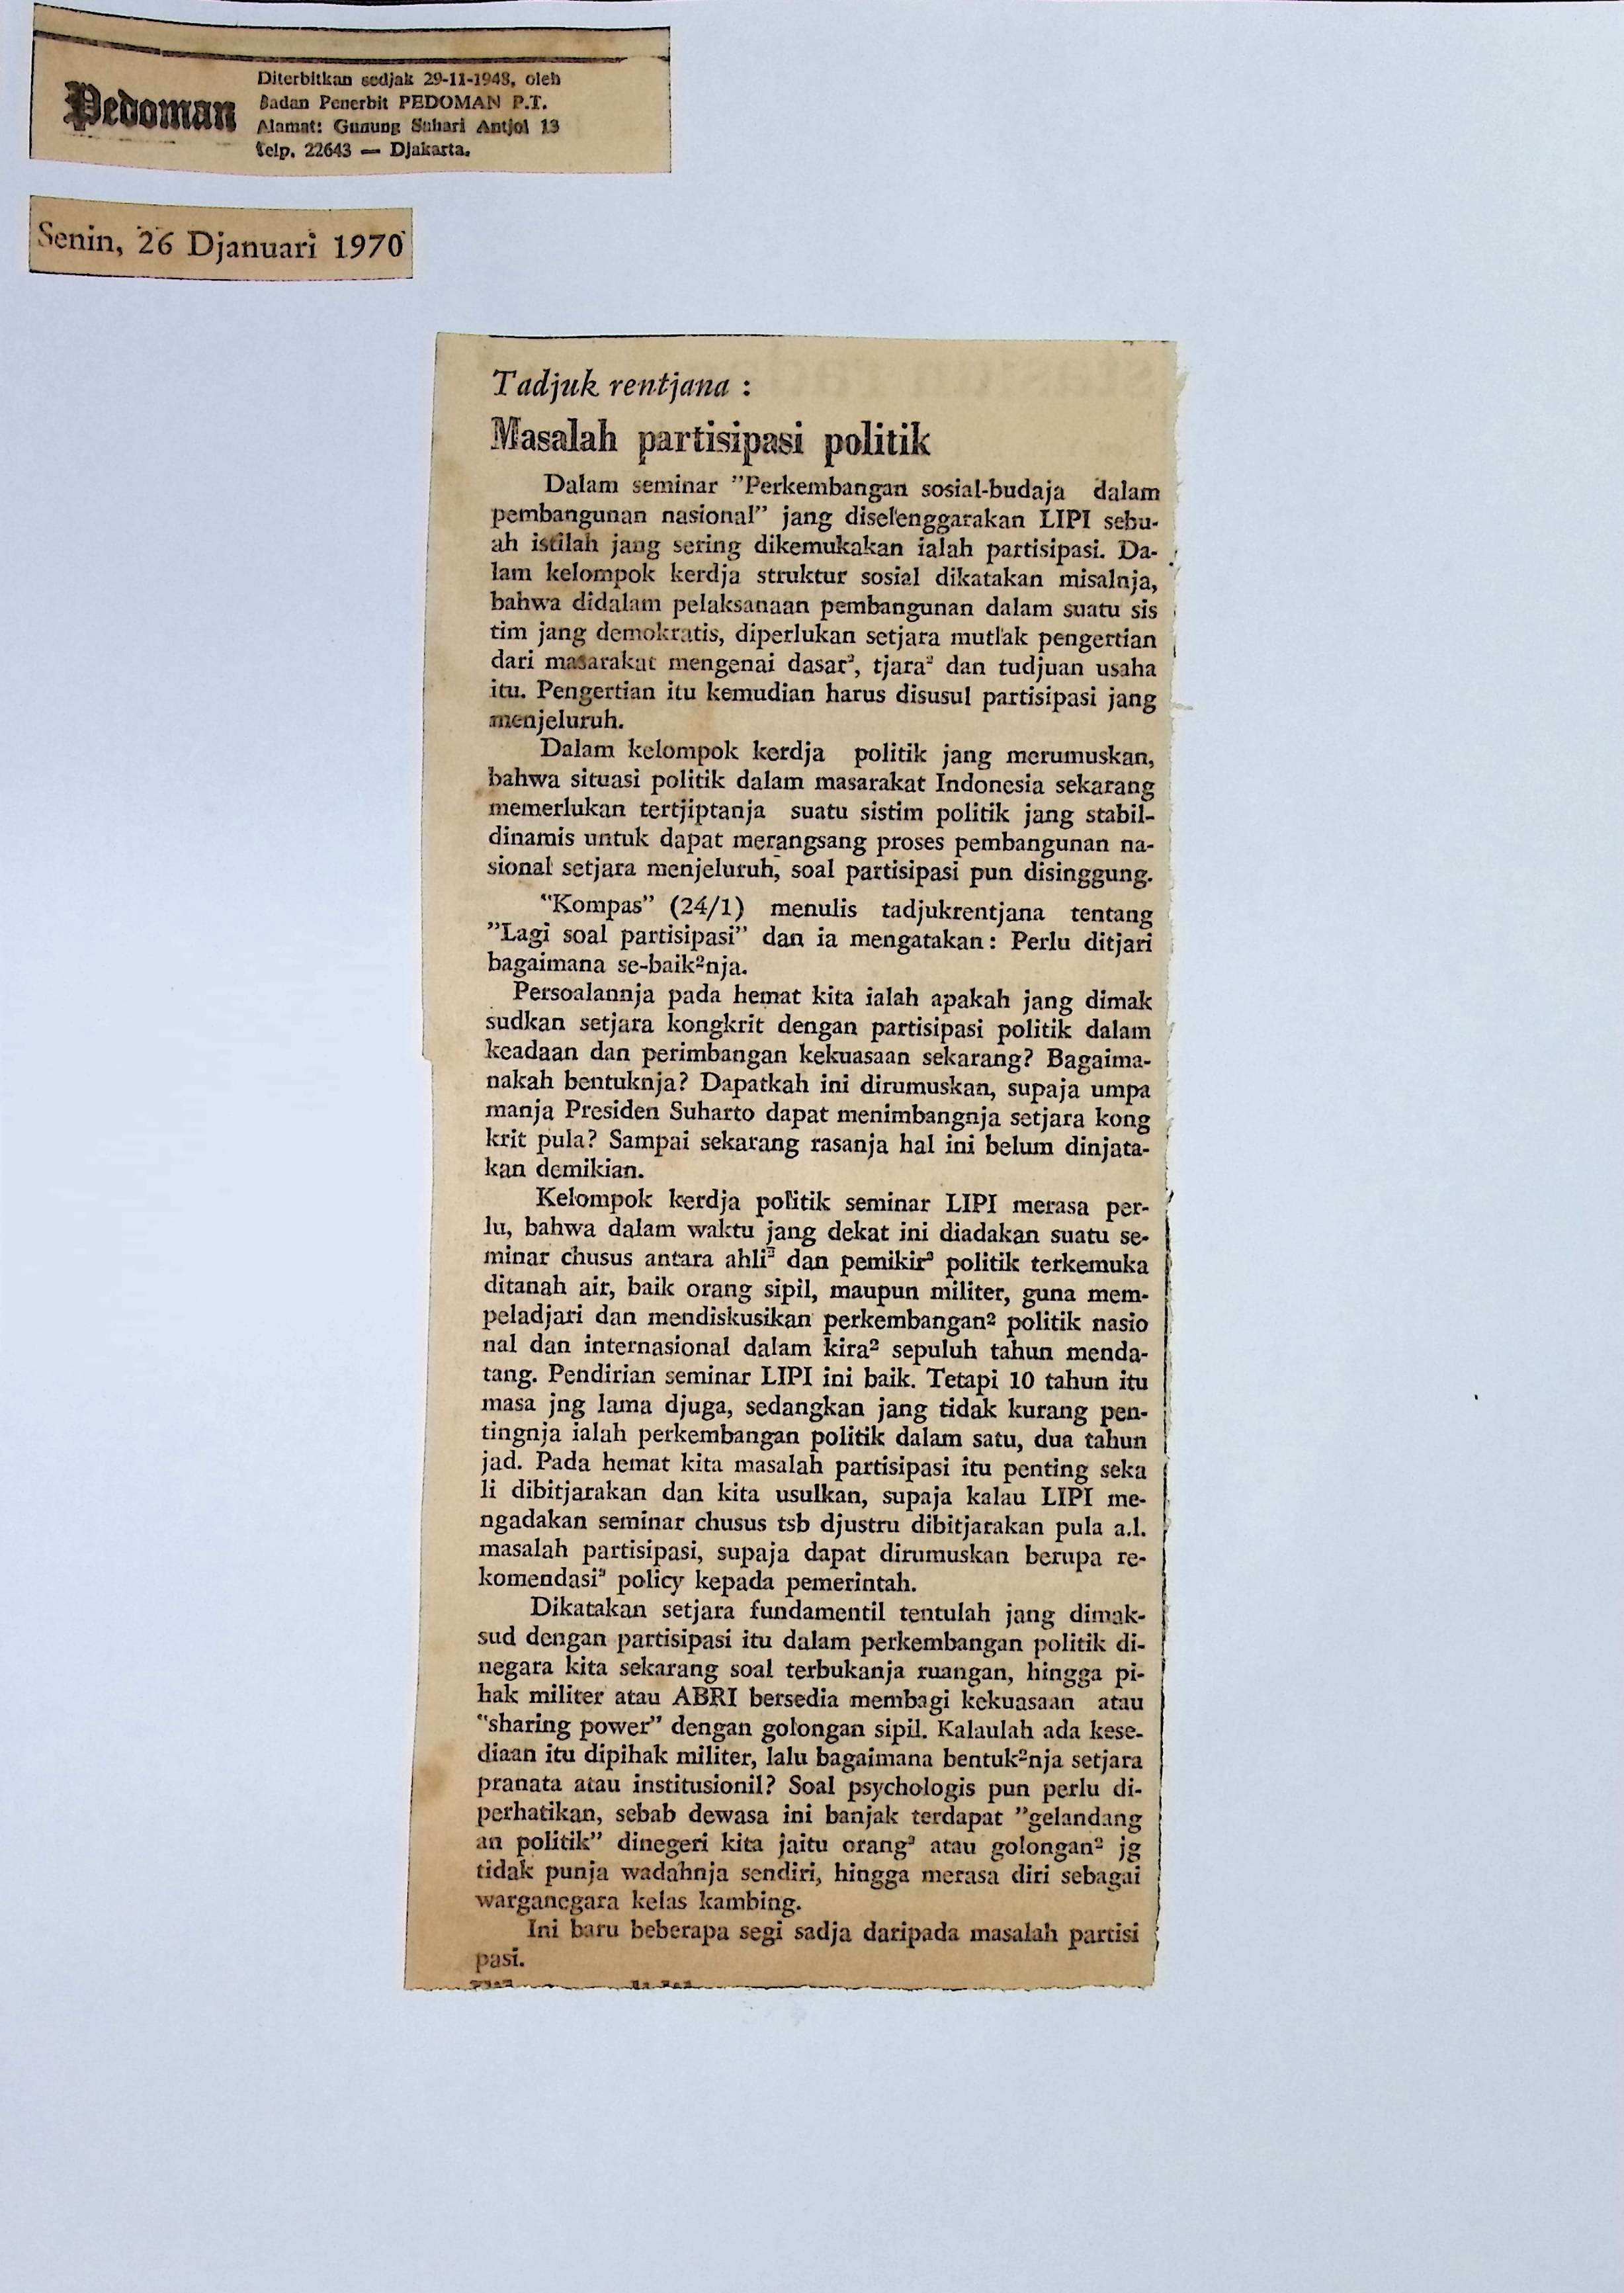 Pedoman
Diterbitkan sedjak 29-11-1948, oleh
Badan Penerbit PEDOMAN P.T.
Alamat: Gunung Sahari Antjol 13
Telp. 22643 — Djakarta.
Senin, 26 Djanuari 1970
Tadjuk rentjana :
Masalah partisipasi politik
Dalam seminar ”Perkembangan sosial-budaja dalam
pembangunan nasional” jang diselenggarakan LIPI sebu-
ah istilah jang sering dikemukakan ialah partisipasi. Da-
lam kelompok kerdja struktur sosial dikatakan misalnja,
bahwa didalam pelaksanaan pembangunan dalam suatu sis
tim jang demokratis, diperlukan setjara mutlak pengertian
dari masarakat mengenai dasar², tjara² dan tudjuan usaha
itu. Pengertian itu kemudian harus disusul partisipasi jang
menjeluruh.
Dalam kelompok kerdja politik jang merumuskan,
bahwa situasi politik dalam masarakat Indonesia sekarang
memerlukan tertjiptanja suatu sistim politik jang stabil-
dinamis untuk dapat merangsang proses pembangunan na-
sional setjara menjeluruh, soal partisipasi pun disinggung.
“Kompas” (24/1) menulis tadjukrentjana tentang
”Lagi soal partisipasi” dan ia mengatakan: Perlu ditjari
bagaimana se-baik²nja.
Persoalannja pada hemat kita ialah apakah jang dimak
sudkan setjara kongkrit dengan partisipasi politik dalam
keadaan dan perimbangan kekuasaan sekarang? Bagaima-
nakah bentuknja? Dapatkah ini dirumuskan, supaja umpa
manja Presiden Suharto dapat menimbangnja setjara kong
krit pula? Sampai sekarang rasanja hal ini belum dinjata-
kan demikian.
Kelompok kerdja politik seminar LIPI merasa per-
lu, bahwa dalam waktu jang dekat ini diadakan suatu se-
minar chusus antara ahli² dan pemikir² politik terkemuka
ditanah air, baik orang sipil, maupun militer, guna mem-
peladjari dan mendiskusikan perkembangan² politik nasio
nal dan internasional dalam kira² sepuluh tahun menda-
tang. Pendirian seminar LIPI ini baik. Tetapi 10 tahun itu
masa jng lama djuga, sedangkan jang tidak kurang pen-
tingnja ialah perkembangan politik dalam satu, dua tahun
jad. Pada hemat kita masalah partisipasi itu penting seka
li dibitjarakan dan kita usulkan, supaja kalau LIPI me-
ngadakan seminar chusus tsb djustru dibitjarakan pula a.l.
masalah partisipasi, supaja dapat dirumuskan berupa re-
komendasi² policy kepada pemerintah.
Dikatakan setjara fundamentil tentulah jang dimak-
sud dengan partisipasi itu dalam perkembangan politik di-
negara kita sekarang soal terbukanja ruangan, hingga pi-
hak militer atau ABRI bersedia membagi kekuasaan atau
“sharing power” dengan golongan sipil. Kalaulah ada kese-
diaan itu dipihak militer, lalu bagaimana bentuk²nja setjara
pranata atau institusionil? Soal psychologis pun perlu di-
perhatikan, sebab dewasa ini banjak terdapat ”gelandang
an politik” dinegeri kita jaitu orang² atau golongan² jg
tidak punja wadahnja sendiri, hingga merasa diri sebagai
warganegara kelas kambing.
Ini baru beberapa segi sadja daripada masalah partisi
pasi.